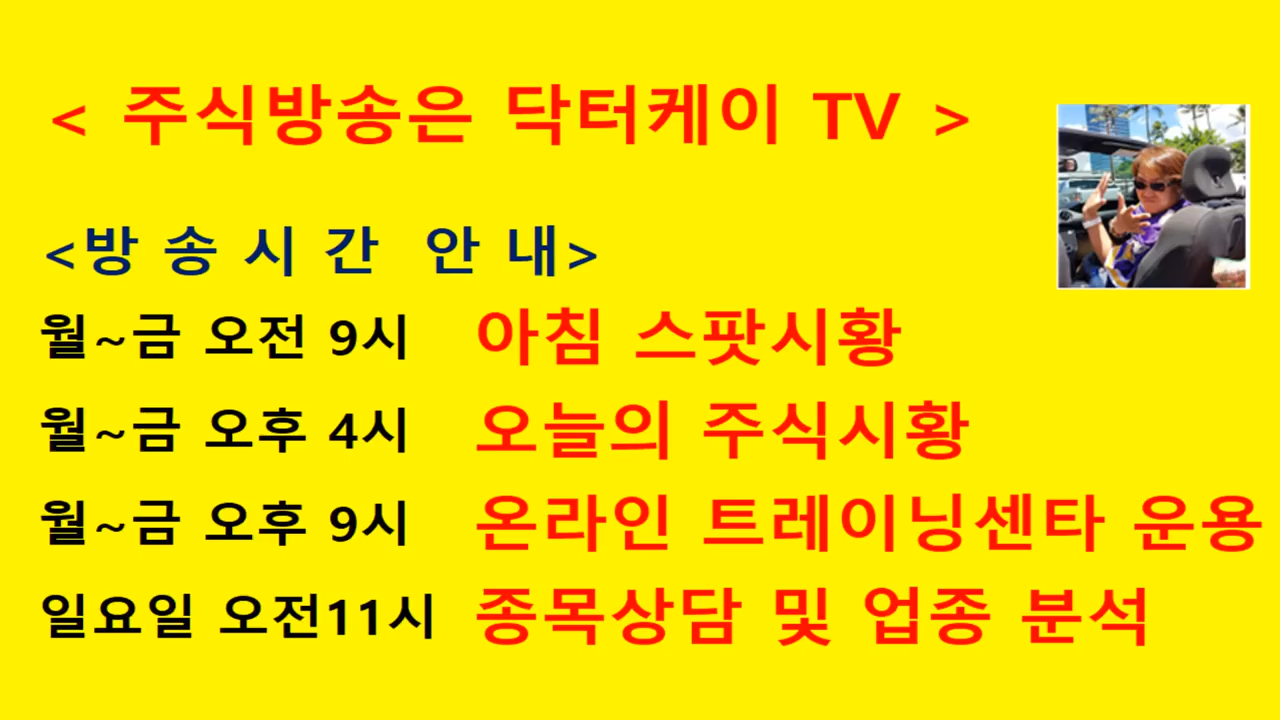 < 주식방송은 닥터케이 TV >
<방 송 시 간 안 내>
월~금 오전 9시 아침 스팟시황
월~금 오후 4시 오늘의 주식시황
월~금 오후 9시 온라인 트레이닝센타 운용
일요일 오전11시 종목상담 및 업종 분석